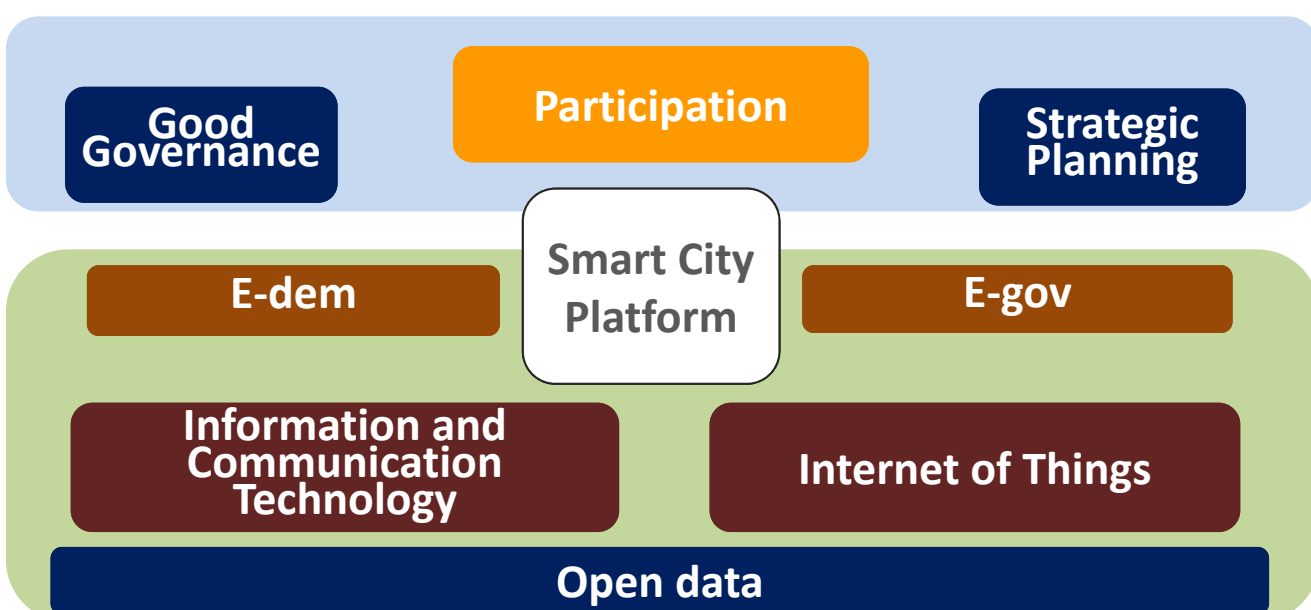 Participation
Good
Governance
Strategic
Planning
Smart City
Platform
E-dem
E-gov
Information and
Communication
Technology
Internet of Things
Open data